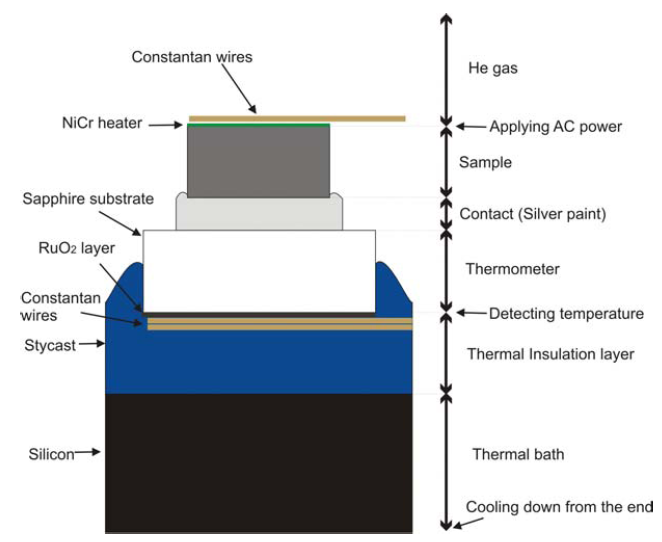 Constantan wires
NiCr heater
Sapphire substrate
RuO2 layer
Constantan
wires
Stycast
Silicon
He gas
Applying AC power
Sample
Contact (Silver paint)
Thermometer
Detecting temperature
Thermal Insulation layer
Thermal bath
Cooling down from the end